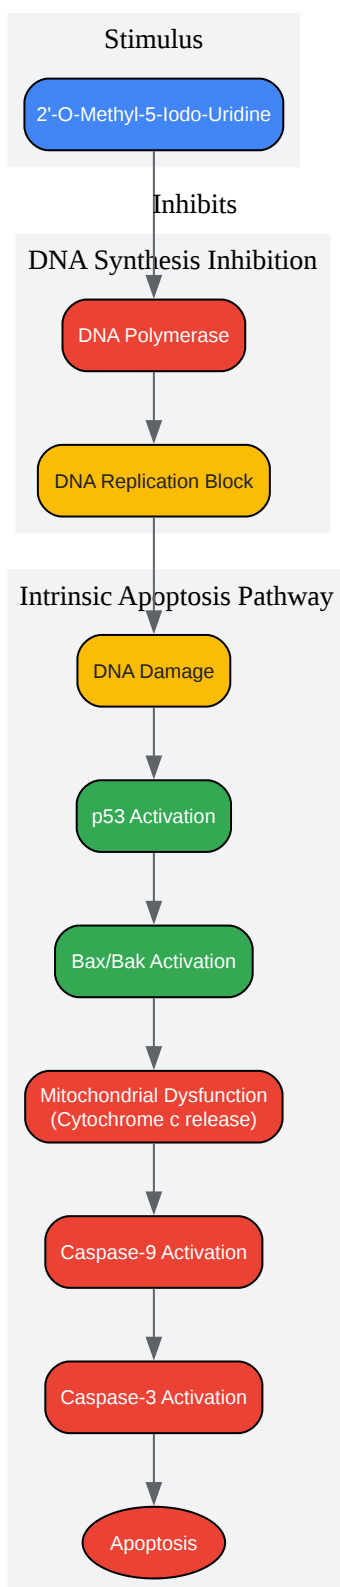 Stimulus
2'-O-Methyl-5-Iodo-Uridine
Inhibits
DNA Synthesis Inhibition
DNA Polymerase
DNA Replication Block
Intrinsic Apoptosis Pathway
DNA Damage
p53 Activation
Bax/Bak Activation
Mitochondrial Dysfunction
(Cytochrome c release)
Caspase-9 Activation
Caspase-3 Activation
Apoptosis